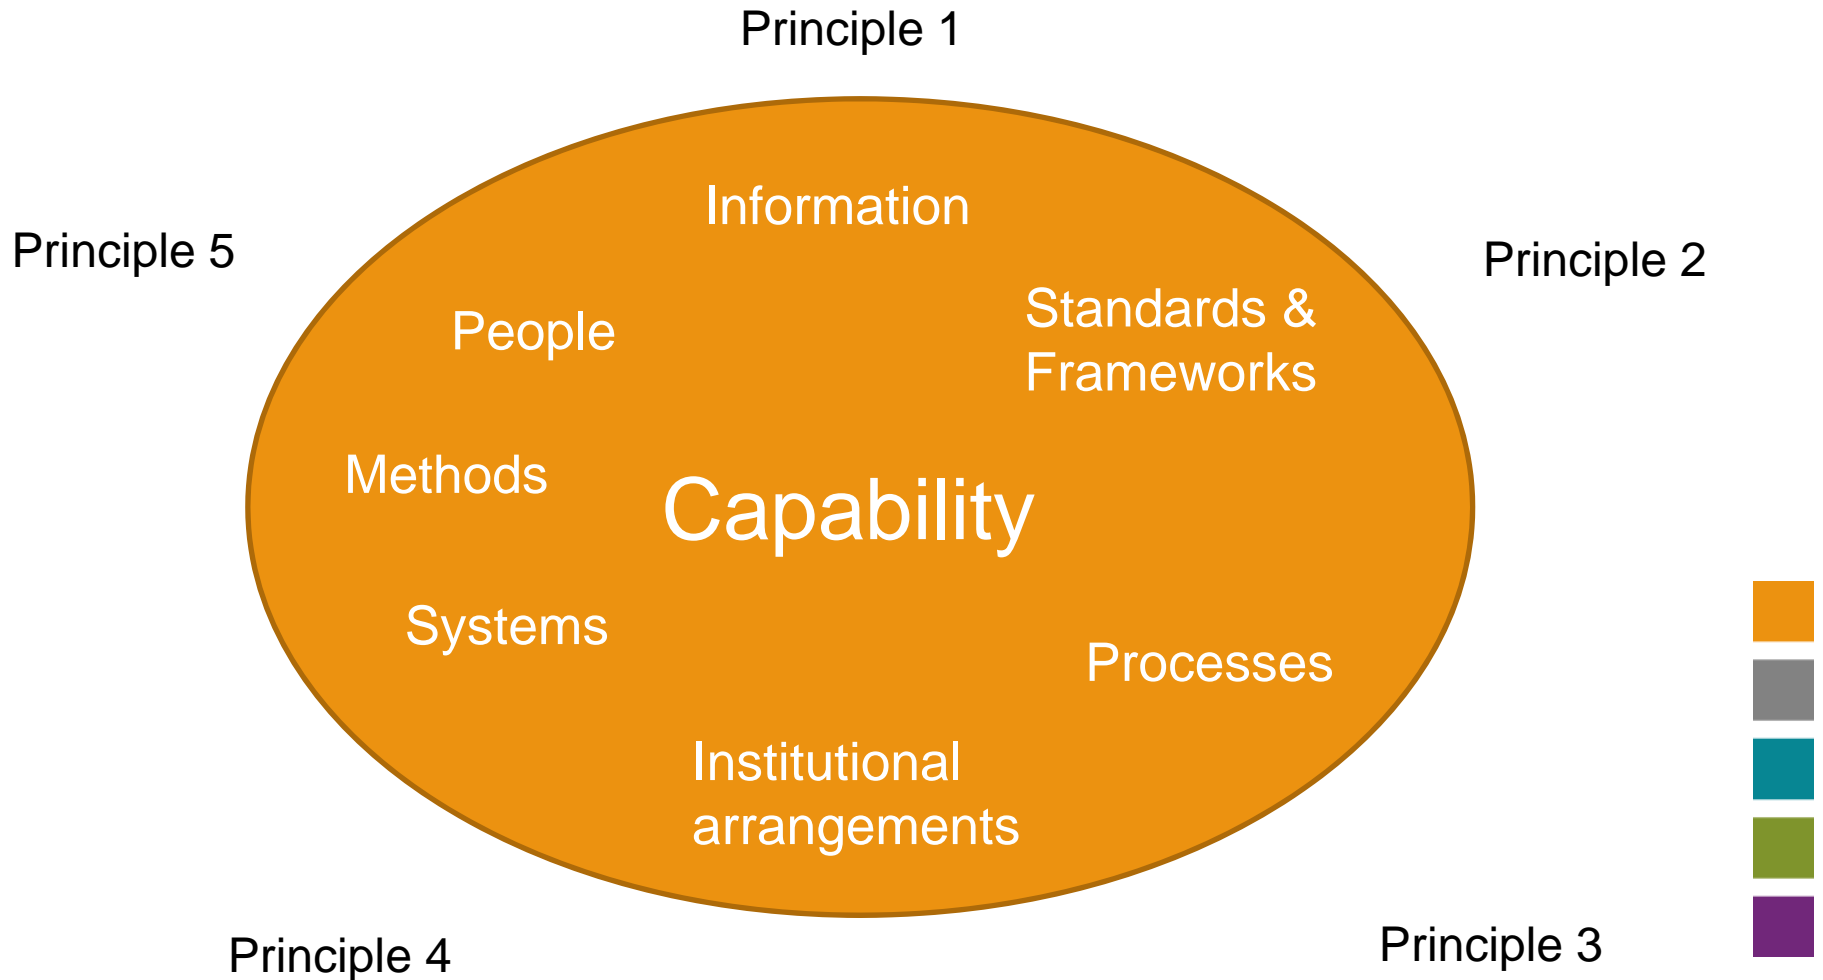 Principle 1
Information
Principle 5
Principle 2
Standards &
Frameworks
People
Methods
Capability
Systems
Processes
Institutional
arrangements
Principle 4
Principle 3